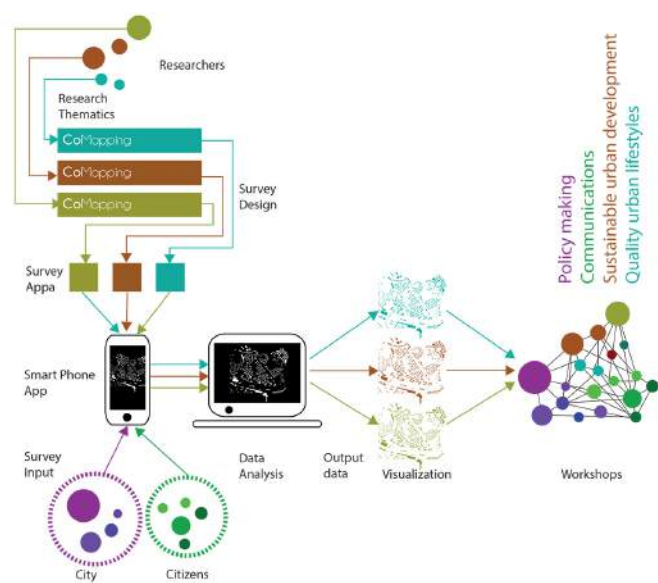 Researchers
Research
Thematics
CoMapping
CoMapping
CoMapping
Survey
Design
Survey
Appa
Smart Phone
App
Survey
Input
City
Citizens
Data
Analysis
Output
data
Visualization
Workshops
Policy making
Communications
Sustainable urban development
Quality urban lifestyles